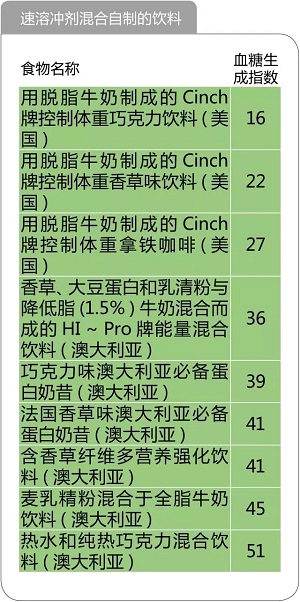 速溶冲剂混合自制的饮料
食物名称
血糖生
成指数
用脱脂牛奶制成的 Cinch
牌控制体重巧克力饮料 ( 美
国 )
16
用脱脂牛奶制成的 Cinch
牌控制体重香草味饮料 ( 美
国 )
22
用脱脂牛奶制成的 Cinch
牌控制体重拿铁咖啡 ( 美
国 )
27
香草、大豆蛋白和乳清粉与
降低脂 (1.5% ) 牛奶混合而
成的 HI ~ Pro 牌能量混合
饮料 ( 澳大利亚 )
36
巧克力味澳大利亚必备蛋
白奶昔 ( 澳大利亚 )
39
法国香草味澳大利亚必备
蛋白奶昔 ( 澳大利亚 )
41
含香草纤维多营养强化饮
料 ( 澳大利亚 )
41
麦乳精粉混合于全脂牛奶
饮料 ( 澳大利亚 )
45
热水和纯热巧克力混合饮
料 ( 澳大利亚 )
51